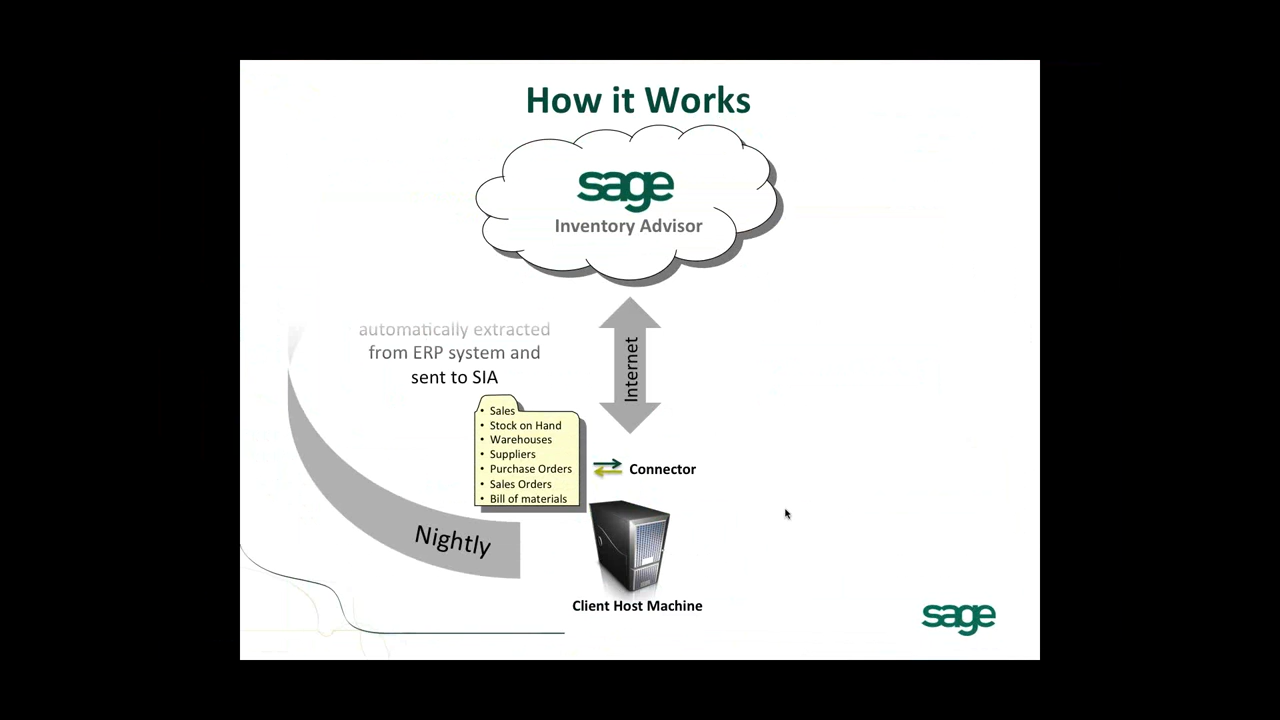 How it Works
sage
Inventory Advisor
automatically extracted
from ERP system and
sent to SIA
Internet
• Sales
• Stock on Hand
• Warehouses
• Suppliers
• Purchase Orders
• Sales Orders
• Bill of materials
Connector
Nightly
Client Host Machine
sage